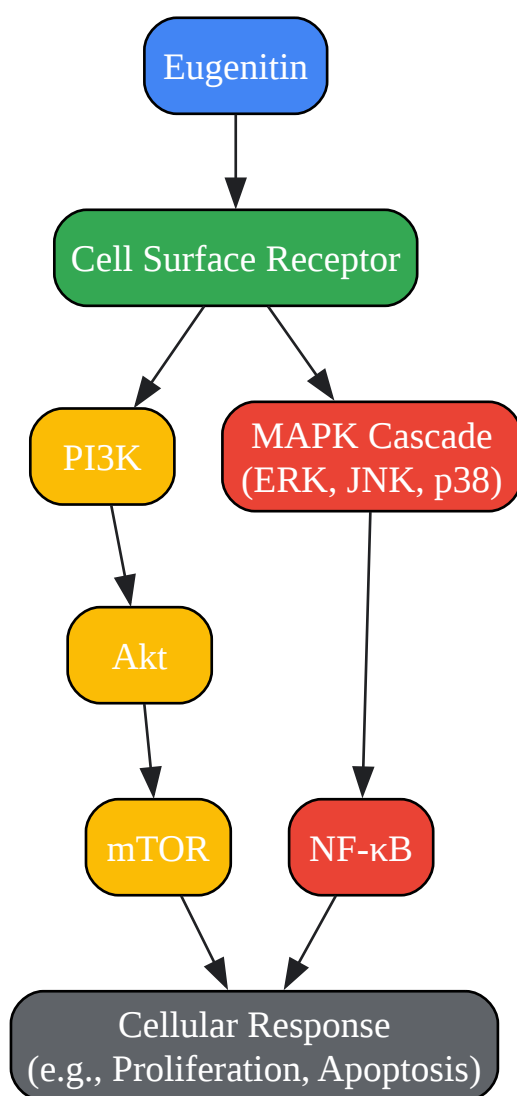 Eugenitin
Cell Surface Receptor
PI3K
MAPK Cascade
(ERK, JNK, p38)
Akt
mTOR
NF-κB
Cellular Response
(e.g., Proliferation, Apoptosis)